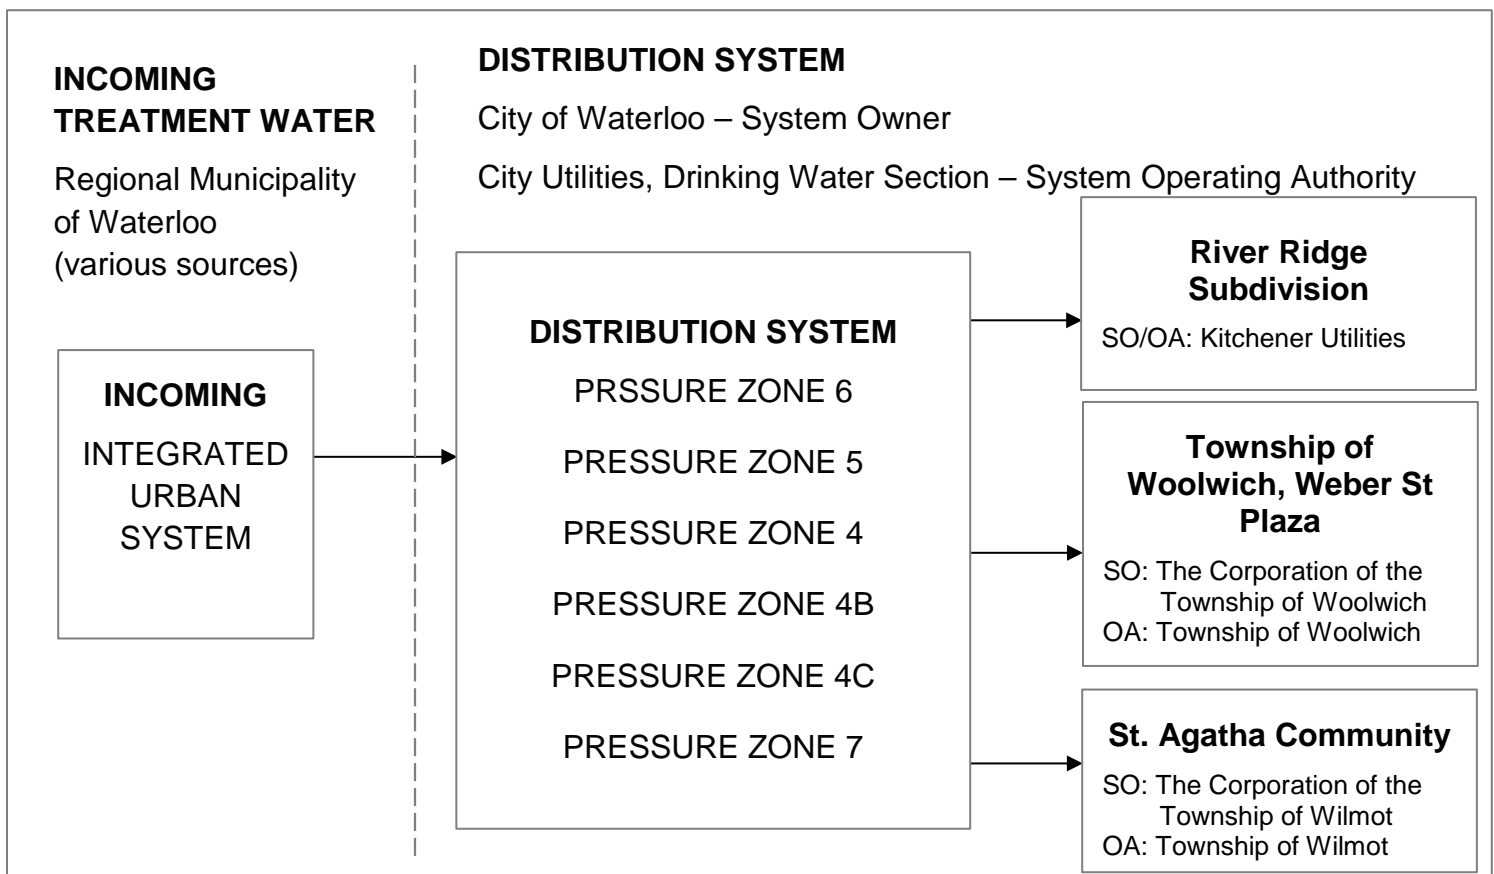 INCOMING
TREATMENT WATER
Regional Municipality
of Waterloo
(various sources)
INCOMING
INTEGRATED
URBAN
SYSTEM
DISTRIBUTION SYSTEM
City of Waterloo – System Owner
City Utilities, Drinking Water Section – System Operating Authority
DISTRIBUTION SYSTEM
PRSSURE ZONE 6
PRESSURE ZONE 5
PRESSURE ZONE 4
PRESSURE ZONE 4B
PRESSURE ZONE 4C
PRESSURE ZONE 7
River Ridge
Subdivision
SO/OA: Kitchener Utilities
Township of
Woolwich, Weber St
Plaza
SO: The Corporation of the
Township of Woolwich
OA: Township of Woolwich
St. Agatha Community
SO: The Corporation of the
Township of Wilmot
OA: Township of Wilmot